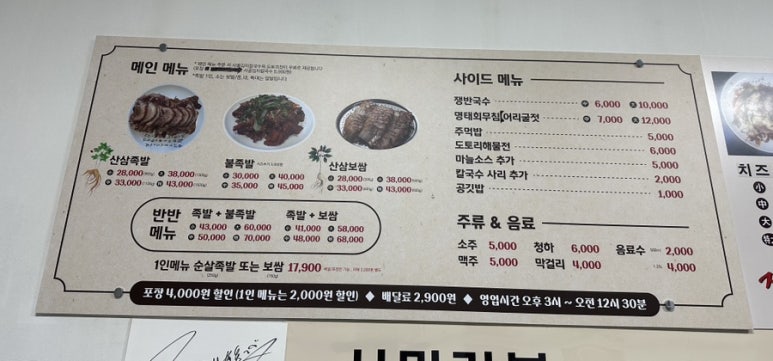 메인 메뉴
산삼족발
28,000 38,000
33,000 43,000
불족발
30,000 40,000
35,000 45,000
산삼보쌈
28,000 38,000
33,000 43,000
반반 메뉴
족발 + 불족발
43,000 60,000
50,000 70,000
족발 + 보쌈
41,000 58,000
48,000 68,000
1인메뉴 순살족발 또는 보쌈 17,900
사이드 메뉴
쟁반국수 6,000 10,000
명태회무침/어리굴젓 7,000 12,000
주먹밥 5,000
도토리해물전 6,000
마늘소스 추가 5,000
칼국수 사리 추가 2,000
공깃밥 1,000
주류 & 음료
소주 5,000 청하 6,000 음료수 2,000
맥주 5,000 막걸리 4,000 4,000
포장 4,000원 할인 (1인 메뉴는 2,000원 할인) ◆ 배달료 2,900원 ◆ 영업시간 오후 3시 ~ 오전 12시 30분
치즈
小
中
大